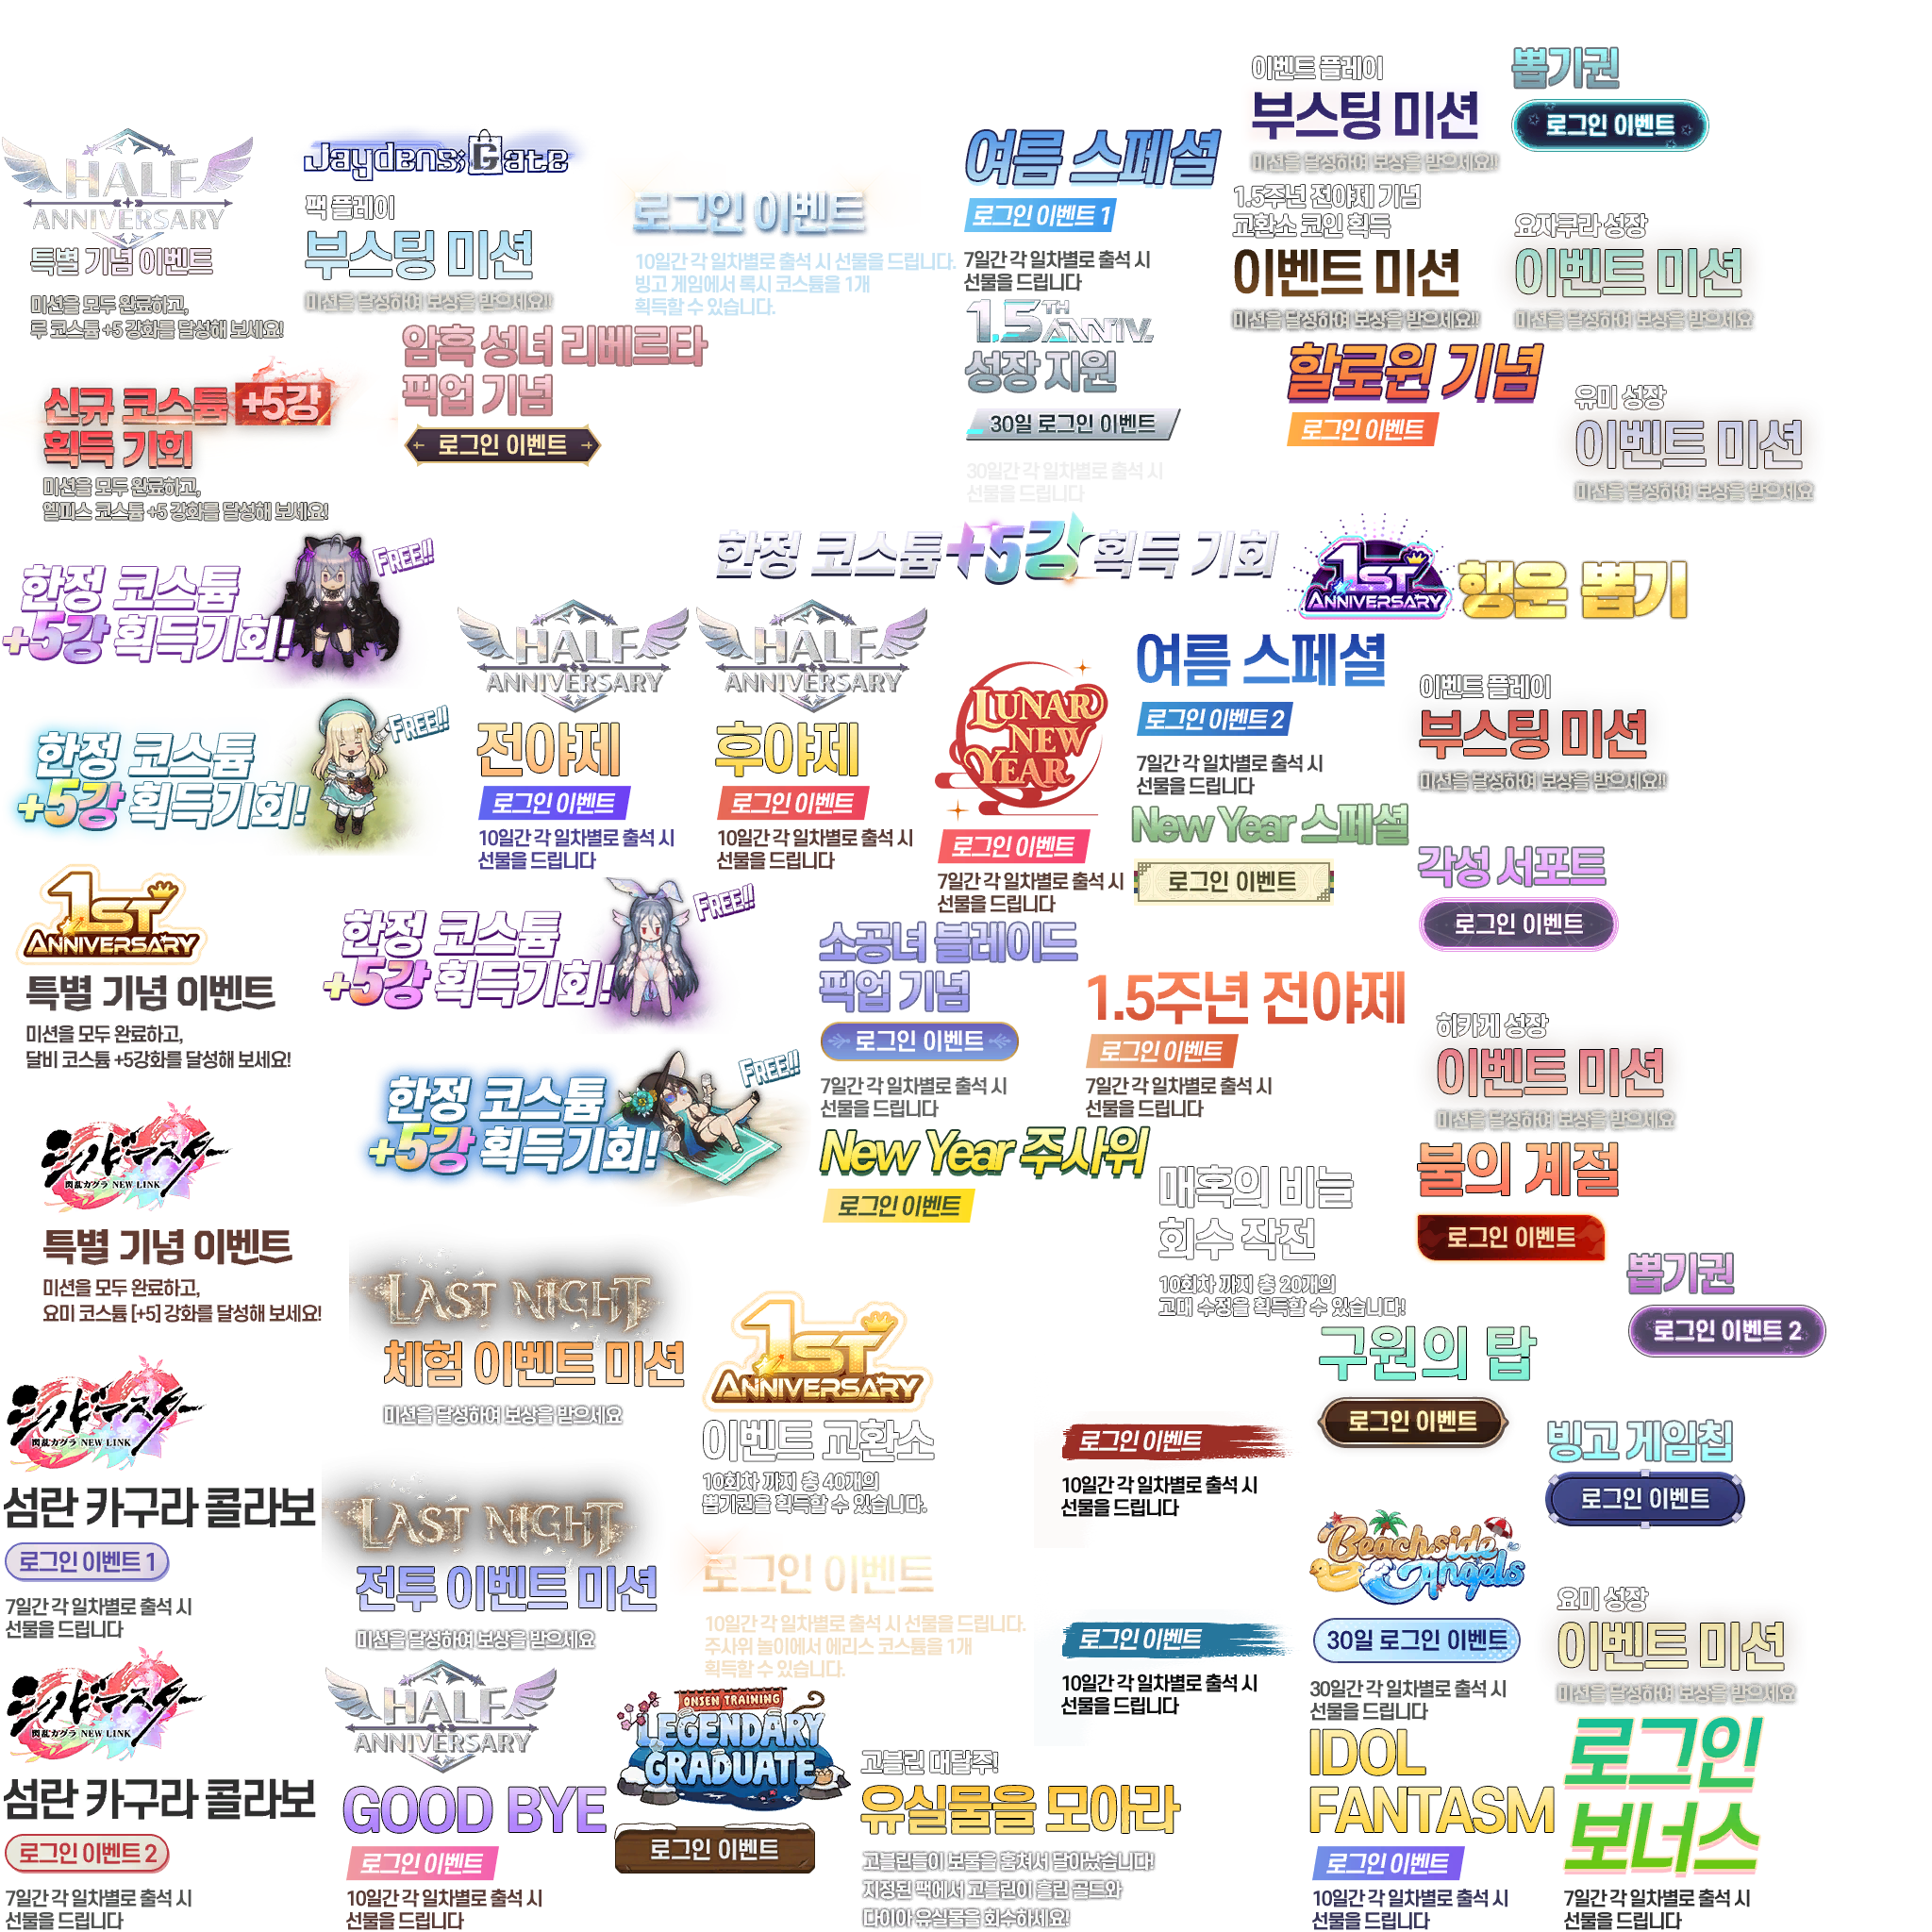 HALF
ANNIVERSARY
특별 기념 이벤트
미션을 모두 완료하고,
루 코스튬 +5 강화를 달성해 보세요!
Jaydens;Gate
팩 플레이
부스팅 미션
미션을 달성하여 보상을 받으세요!!
로그인 이벤트
10일간 각 일차별로 출석 시 선물을 드립니다.
빙고 게임에서 록시 코스튬을 1개
획득할 수 있습니다.
여름 스페셜
로그인 이벤트 1
7일간 각 일차별로 출석 시
선물을 드립니다
이벤트 플레이
부스팅 미션
미션을 달성하여 보상을 받으세요!!
뽑기권
로그인 이벤트
1.5주년 전야제 기념
교환소 코인 획득
이벤트 미션
미션을 달성하여 보상을 받으세요!!
요자쿠라 성장
이벤트 미션
미션을 달성하여 보상을 받으세요
신규 코스튬 +5강
획득 기회
미션을 모두 완료하고,
엘피스 코스튬 +5 강화를 달성해 보세요!
암흑 성녀 리베르타
픽업 기념
로그인 이벤트
1.5TH ANNIV.
성장 지원
30일 로그인 이벤트
30일간 각 일차별로 출석 시
선물을 드립니다
할로윈 기념
로그인 이벤트
유미 성장
이벤트 미션
미션을 달성하여 보상을 받으세요
한정 코스튬 +5강 획득 기회
1ST
ANNIVERSARY
행운 뽑기
한정 코스튬
+5강 획득기회!
FREE!!
한정 코스튬
+5강 획득기회!
FREE!!
HALF
ANNIVERSARY
전야제
로그인 이벤트
10일간 각 일차별로 출석 시
선물을 드립니다
HALF
ANNIVERSARY
후야제
로그인 이벤트
10일간 각 일차별로 출석 시
선물을 드립니다
LUNAR
NEW
YEAR
로그인 이벤트
7일간 각 일차별로 출석 시
선물을 드립니다
여름 스페셜
로그인 이벤트 2
7일간 각 일차별로 출석 시
선물을 드립니다
New Year 스페셜
로그인 이벤트
이벤트 플레이
부스팅 미션
미션을 달성하여 보상을 받으세요!!
각성 서포트
로그인 이벤트
1ST
ANNIVERSARY
특별 기념 이벤트
미션을 모두 완료하고,
달비 코스튬 +5강화를 달성해 보세요!
한정 코스튬
+5강 획득기회!
FREE!!
한정 코스튬
+5강 획득기회!
FREE!!
소공녀 블레이드
픽업 기념
로그인 이벤트
7일간 각 일차별로 출석 시
선물을 드립니다
1.5주년 전야제
로그인 이벤트
7일간 각 일차별로 출석 시
선물을 드립니다
히카게 성장
이벤트 미션
미션을 달성하여 보상을 받으세요
New Year 주사위
로그인 이벤트
매혹의 비늘
회수 작전
10회차 까지 총 20개의
고대 수정을 획득할 수 있습니다!
불의 계절
로그인 이벤트
뽑기권
로그인 이벤트 2
シノビマスター
閃乱カグラ NEW LINK
특별 기념 이벤트
미션을 모두 완료하고,
요미 코스튬 [+5] 강화를 달성해 보세요!
LAST NIGHT
체험 이벤트 미션
미션을 달성하여 보상을 받으세요
1ST
ANNIVERSARY
이벤트 교환소
10회차 까지 총 40개의
뽑기권을 획득할 수 있습니다.
구원의 탑
로그인 이벤트
빙고 게임칩
로그인 이벤트
로그인 이벤트
10일간 각 일차별로 출석 시
선물을 드립니다
シノビマスター
閃乱カグラ NEW LINK
섬란 카구라 콜라보
로그인 이벤트 1
7일간 각 일차별로 출석 시
선물을 드립니다
LAST NIGHT
전투 이벤트 미션
미션을 달성하여 보상을 받으세요
로그인 이벤트
10일간 각 일차별로 출석 시 선물을 드립니다.
주사위 놀이에서 에리스 코스튬을 1개
획득할 수 있습니다.
로그인 이벤트
10일간 각 일차별로 출석 시
선물을 드립니다
Beachside
Angels
30일 로그인 이벤트
30일간 각 일차별로 출석 시
선물을 드립니다
요미 성장
이벤트 미션
미션을 달성하여 보상을 받으세요
シノビマスター
閃乱カグラ NEW LINK
섬란 카구라 콜라보
로그인 이벤트 2
7일간 각 일차별로 출석 시
선물을 드립니다
HALF
ANNIVERSARY
GOOD BYE
로그인 이벤트
10일간 각 일차별로 출석 시
선물을 드립니다
ONSEN TRAINING
LEGENDARY
GRADUATE
로그인 이벤트
고블린 대탈주!
유실물을 모아라
고블린들이 보물을 훔쳐서 달아났습니다!
지정된 팩에서 고블린이 흘린 골드와
다이아 유실물을 회수하세요!
IDOL
FANTASM
로그인 이벤트
10일간 각 일차별로 출석 시
선물을 드립니다
로그인
보너스
7일간 각 일차별로 출석 시
선물을 드립니다